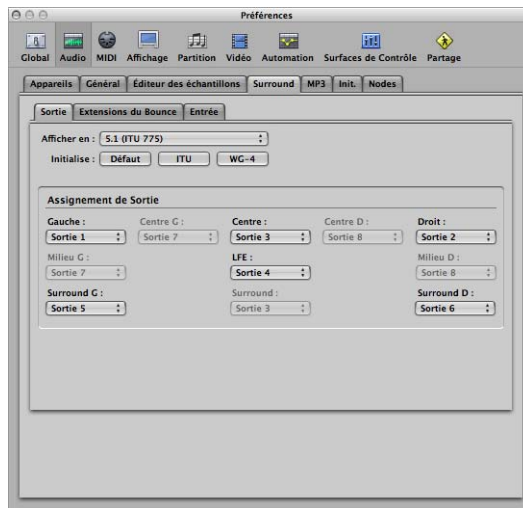 Préférences
Global Audio MIDI Affichage Partition Vidéo Automation Surfaces de Contrôle Partage
Appareils Général Éditeur des échantillons Surround MP3 Init. Nodes
Sortie Extensions du Bounce Entrée
Afficher en : 5.1 (ITU 775)
Initialise : Défaut ITU WG-4
Assignement de Sortie
Gauche : Centre G : Centre : Centre D : Droit :
Sortie 1 Sortie 7 Sortie 3 Sortie 8 Sortie 2
Milieu G : LFE : Milieu D :
Sortie 7 Sortie 4 Sortie 8
Surround G : Surround : Surround D :
Sortie 5 Sortie 3 Sortie 6